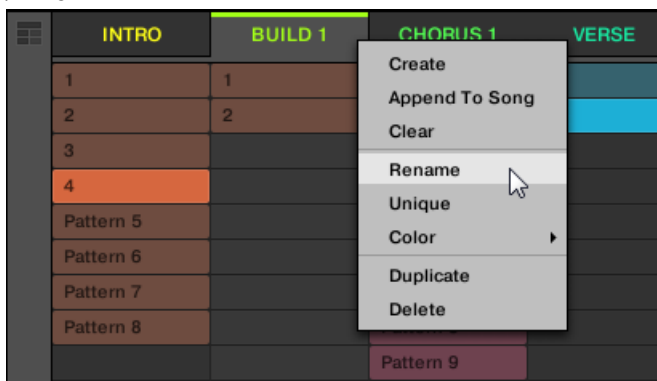 INTRO BUILD 1 CHORUS 1 VERSE
1 1
2 2
3
4
Pattern 5
Pattern 6
Pattern 7
Pattern 8
Create
Append To Song
Clear
Rename
Unique
Color
Duplicate
Delete
Pattern 9